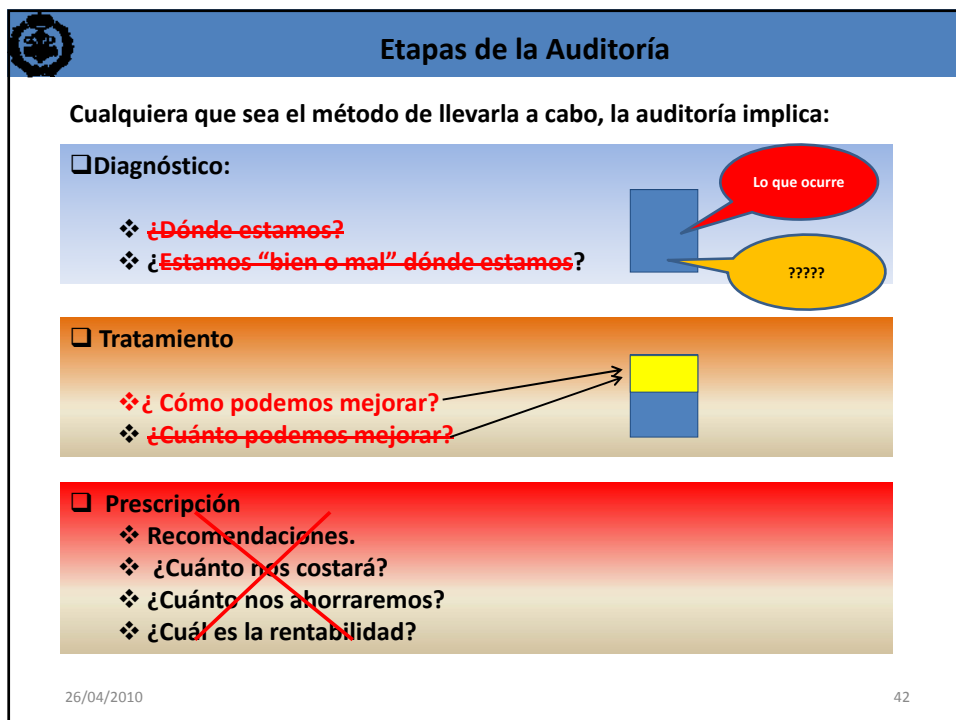 Etapas de la Auditoría
Cualquiera que sea el método de llevarla a cabo, la auditoría implica:
❑Diagnóstico:
Lo que ocurre
❖ ¿Dónde estamos?
❖ ¿Estamos “bien o mal” dónde estamos?
?????
❑ Tratamiento
❖¿ Cómo podemos mejorar?
❖ ¿Cuánto podemos mejorar?
❑ Prescripción
❖ Recomendaciones.
❖ ¿Cuánto nos costará?
❖ ¿Cuánto nos ahorraremos?
❖ ¿Cuál es la rentabilidad?
26/04/2010
42